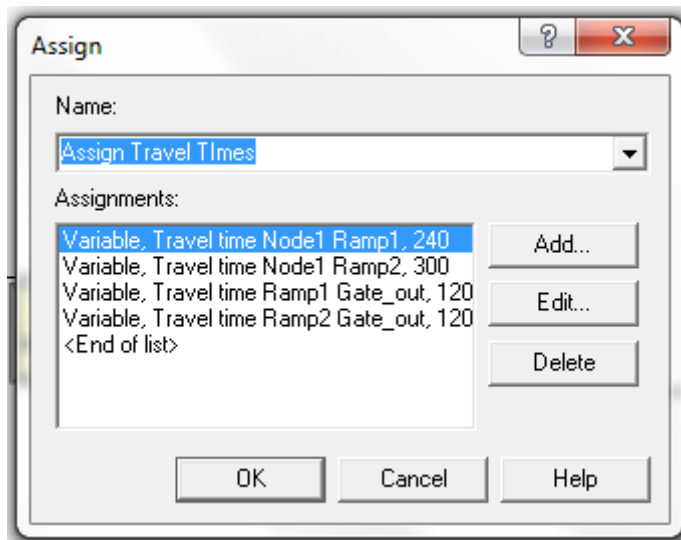 Assign
Name:
Assign Travel TImes
Assignments:
Variable, Travel time Node1 Ramp1, 240
Variable, Travel time Node1 Ramp2, 300
Variable, Travel time Ramp1 Gate_out, 120
Variable, Travel time Ramp2 Gate_out, 120
<End of list>
Add...
Edit...
Delete
OK
Cancel
Help